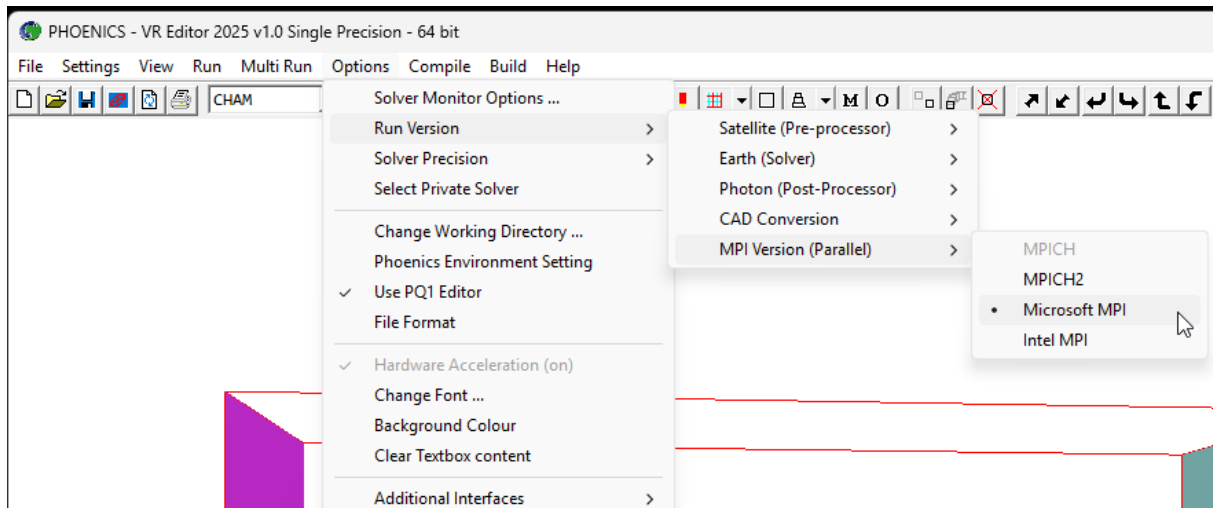 PHOENICS - VR Editor 2025 v1.0 Single Precision - 64 bit
File Settings View Run Multi Run Options Compile Build Help
CHAM
M O
Solver Monitor Options ...
Run Version
Solver Precision
Select Private Solver
Change Working Directory ...
Phoenics Environment Setting
Use PQ1 Editor
File Format
Hardware Acceleration (on)
Change Font ...
Background Colour
Clear Textbox content
Additional Interfaces
Satellite (Pre-processor)
Earth (Solver)
Photon (Post-Processor)
CAD Conversion
MPI Version (Parallel)
MPICH
MPICH2
Microsoft MPI
Intel MPI